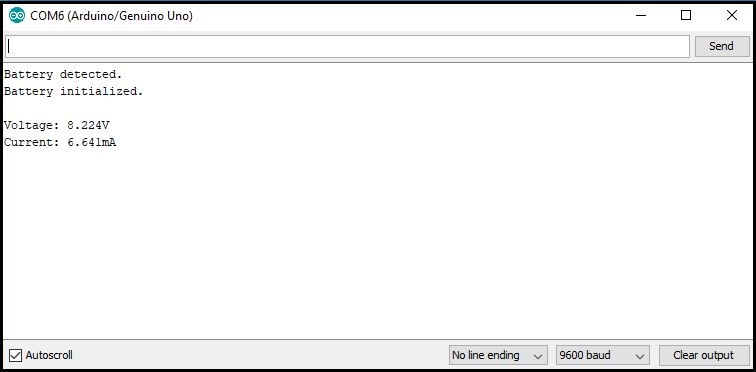 COM6 (Arduino/Genuino Uno)
Send
Battery detected.
Battery initialized.
Voltage: 8.224V
Current: 6.641mA
Autoscroll
No line ending
9600 baud
Clear output